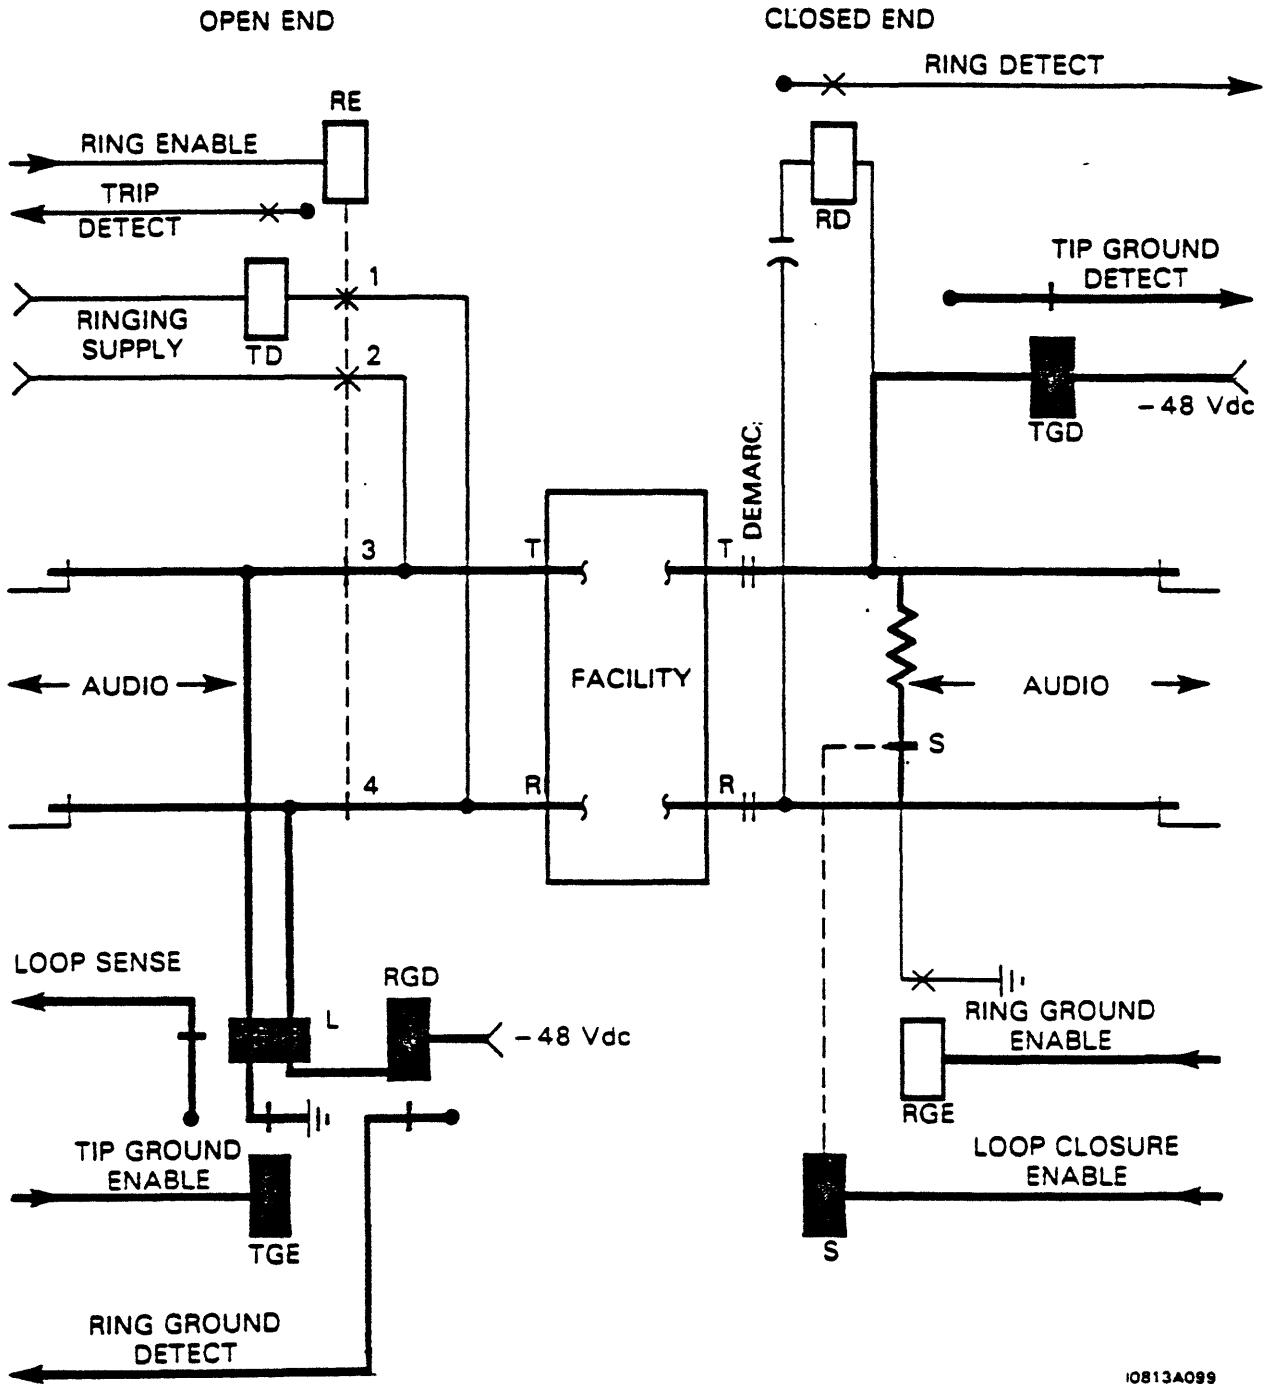 OPEN END
CLOSED END
RING DETECT
RE
RING ENABLE
TRIP
DETECT
RD
TIP GROUND
DETECT
1
RINGING
SUPPLY
TD
2
-48 Vdc
TGD
DEMARC
3
T
T
FACILITY
AUDIO
AUDIO
S
4
R
R
LOOP SENSE
RGD
L
-48 Vdc
RING GROUND
ENABLE
RGE
TIP GROUND
ENABLE
LOOP CLOSURE
ENABLE
TGE
S
RING GROUND
DETECT
I0813A099